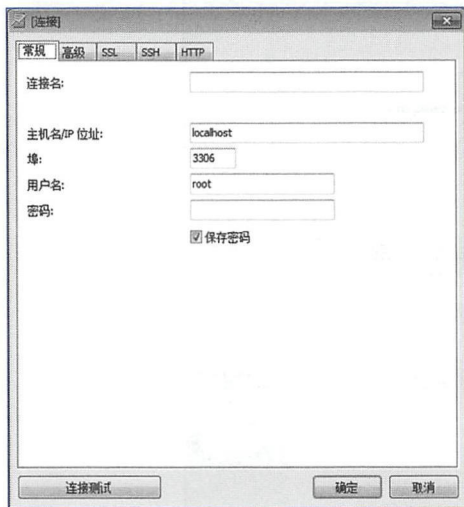 [连接]
常规 高级 SSL SSH HTTP
连接名:
主机名/IP 位址: localhost
埠: 3306
用户名: root
密码:
保存密码
连接测试 确定 取消